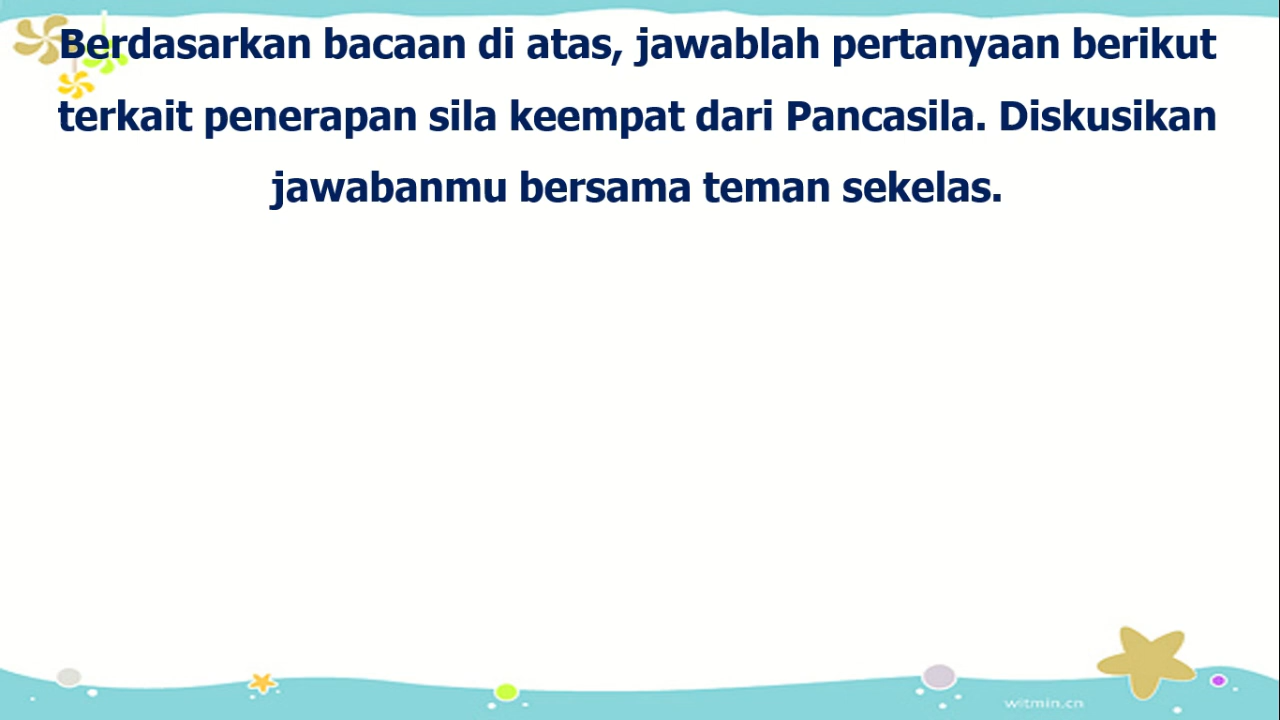 Berdasarkan bacaan di atas, jawablah pertanyaan berikut
terkait penerapan sila keempat dari Pancasila. Diskusikan
jawabanmu bersama teman sekelas.
witmin.cn